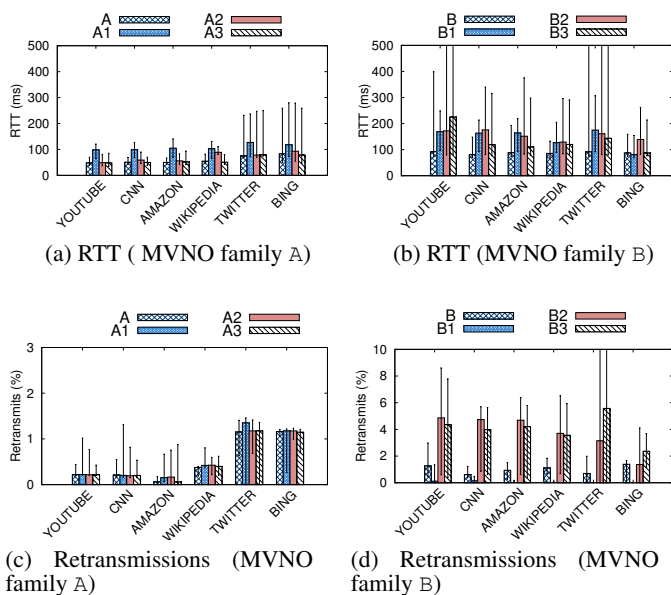 A A2
A1 A3
500
400
300
200
100
0
RTT (ms)
YOUTUBE
CNN
AMAZON
WIKIPEDIA
TWITTER
BING
(a) RTT ( MVNO family A)
B B2
B1 B3
500
400
300
200
100
0
RTT (ms)
YOUTUBE
CNN
AMAZON
WIKIPEDIA
TWITTER
BING
(b) RTT (MVNO family B)
A A2
A1 A3
3
2
1
0
Retransmits (%)
YOUTUBE
CNN
AMAZON
WIKIPEDIA
TWITTER
BING
(c) Retransmissions (MVNO
family A)
B B2
B1 B3
10
8
6
4
2
0
Retransmits (%)
YOUTUBE
CNN
AMAZON
WIKIPEDIA
TWITTER
BING
(d) Retransmissions (MVNO
family B)